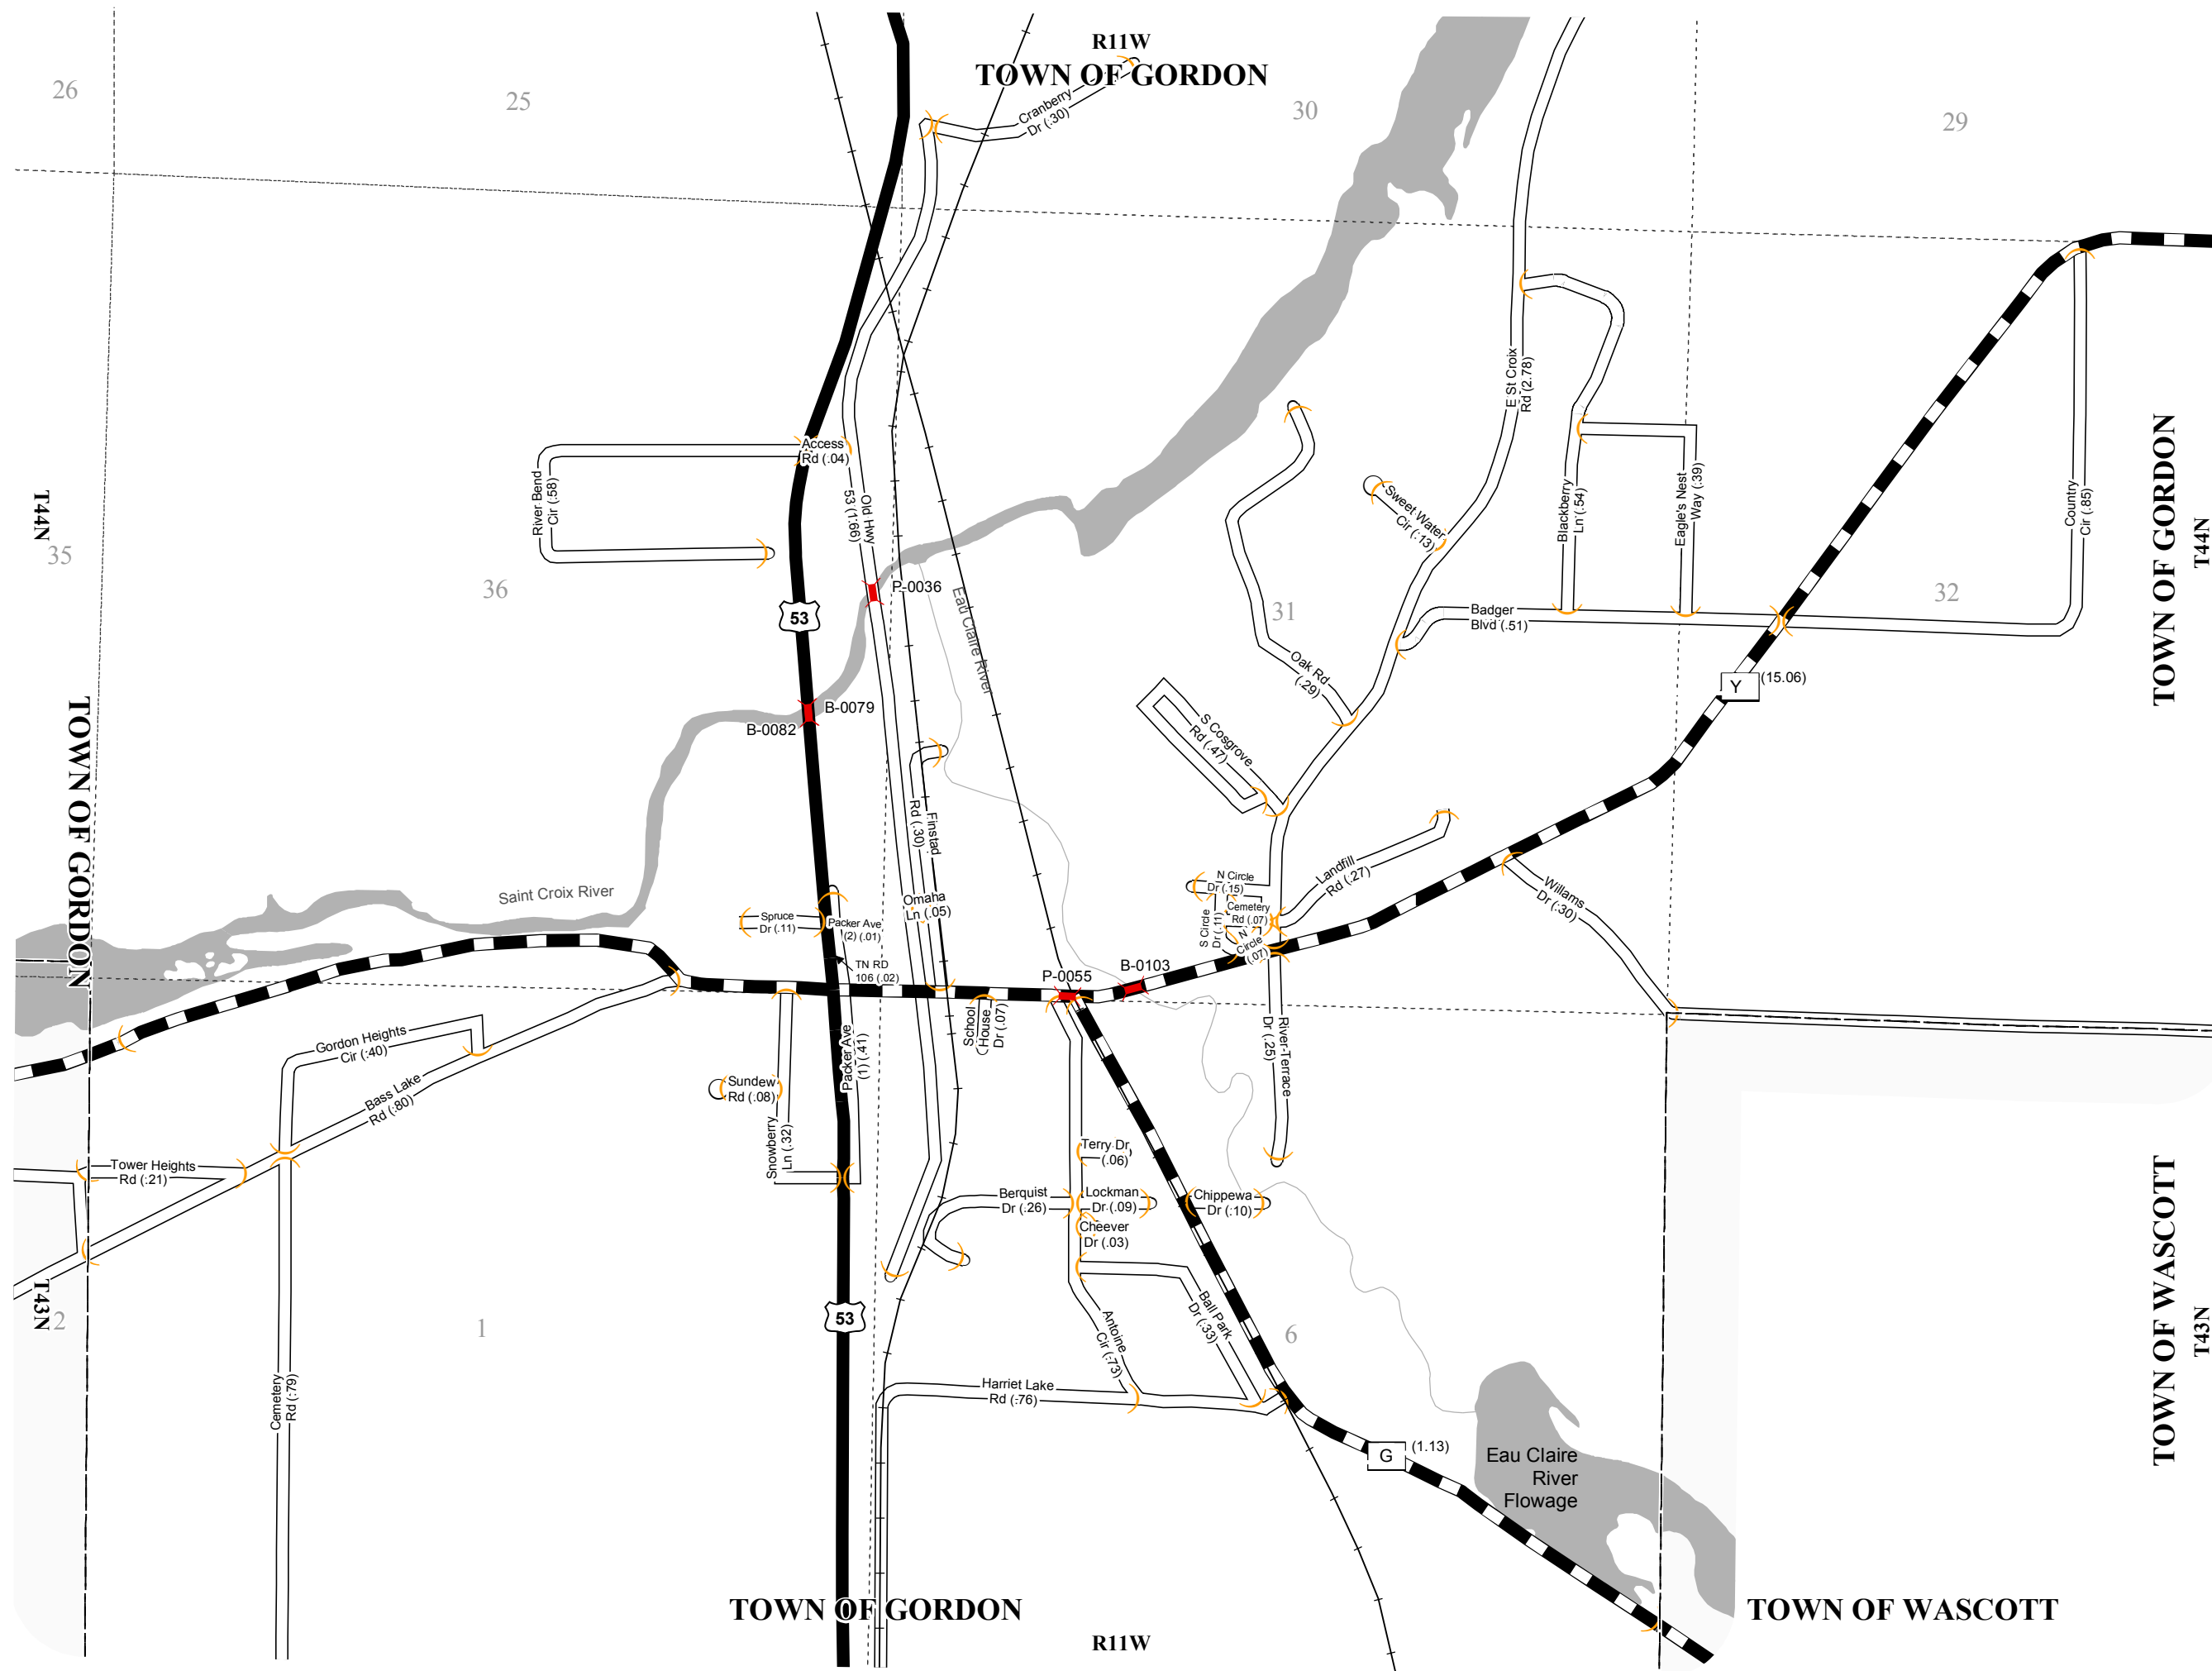 R11W
TOWN OF GORDON
26
25
30
29
Cranberry
Dr (.30)
E St Croix
Rd (2.78)
Access
Rd (.04)
River Bend
Cir (.58)
Old Hwy
53 (1.66)
T44N
35
36
53
P-0036
Eau Claire River
Sweet Water
Cir (.13)
Blackberry
Ln (.54)
Eagle's Nest
Way (.39)
Country
Cir (.85)
TOWN OF GORDON
T44N
31
32
Badger
Blvd (.51)
Oak Rd
(.29)
Y
(15.06)
B-0079
B-0082
S Cosgrove
Rd (.47)
TOWN OF GORDON
Finstad
Rd (.30)
Saint Croix River
Omaha
Ln (.05)
Spruce
Dr (.11)
Packer Ave
(2) (.01)
N Circle
Dr (.15)
Cemetery
Rd (.07)
S Circle
Dr (.11)
N
Circle
(.07)
Landfill
Rd (.27)
Willams
Dr (.30)
TN RD
106 (.02)
P-0055
B-0103
School
House
Dr (.07)
River-Terrace
Dr (.25)
Gordon Heights
Cir (.40)
Bass Lake
Rd (.80)
Packer Ave
(1) (.41)
Sundew
Rd (.08)
Snowberry
Ln (.32)
Terry Dr
(.06)
Tower Heights
Rd (.21)
Berquist
Dr (.26)
Lockman
Dr (.09)
Chippewa
Dr (.10)
Cheever
Dr (.03)
T43N
2
1
53
Antoine
Cir (.73)
Ball Park
Dr (.33)
6
TOWN OF WASCOTT
T43N
Cemetery
Rd (.79)
Harriet Lake
Rd (.76)
G
(1.13)
Eau Claire
River
Flowage
TOWN OF GORDON
TOWN OF WASCOTT
R11W